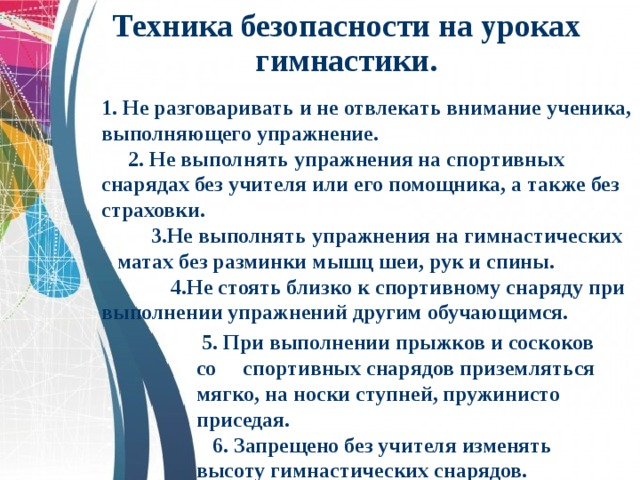 Техника безопасности на уроках
гимнастики.
1. Не разговаривать и не отвлекать внимание ученика,
выполняющего упражнение.
2. Не выполнять упражнения на спортивных
снарядах без учителя или его помощника, а также без
страховки.
3.Не выполнять упражнения на гимнастических
матах без разминки мышц шеи, рук и спины.
4.Не стоять близко к спортивному снаряду при
выполнении упражнений другим обучающимся.
5. При выполнении прыжков и соскоков
со спортивных снарядов приземляться
мягко, на носки ступней, пружинисто
приседая.
6. Запрещено без учителя изменять
высоту гимнастических снарядов.